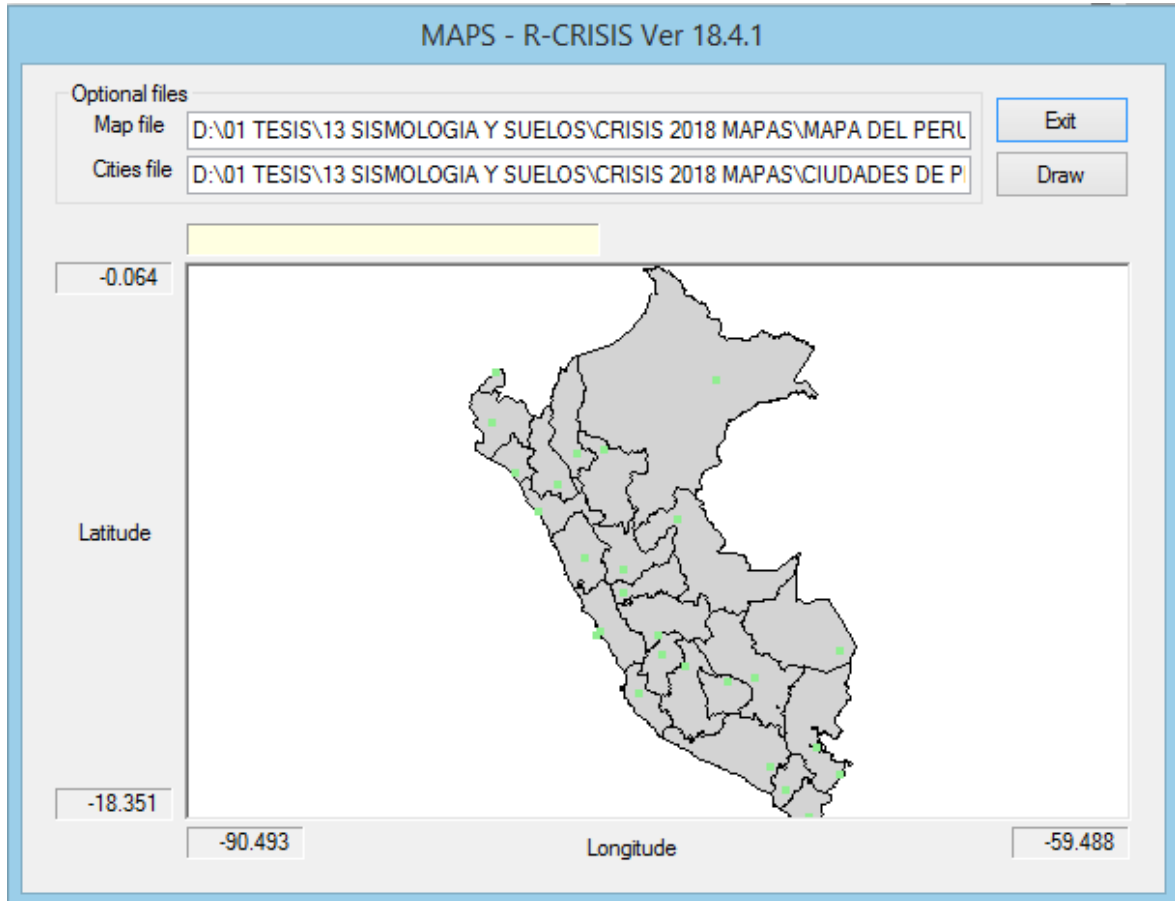 MAPS - R-CRISIS Ver 18.4.1
Optional files
Map file
D:\01 TESIS\13 SISMOLOGIA Y SUELOS\CRISIS 2018 MAPAS\MAPA DEL PERU
Exit
Cities file
D:\01 TESIS\13 SISMOLOGIA Y SUELOS\CRISIS 2018 MAPAS\CIUDADES DE P
Draw
-0.064
Latitude
-18.351
-90.493
Longitude
-59.488